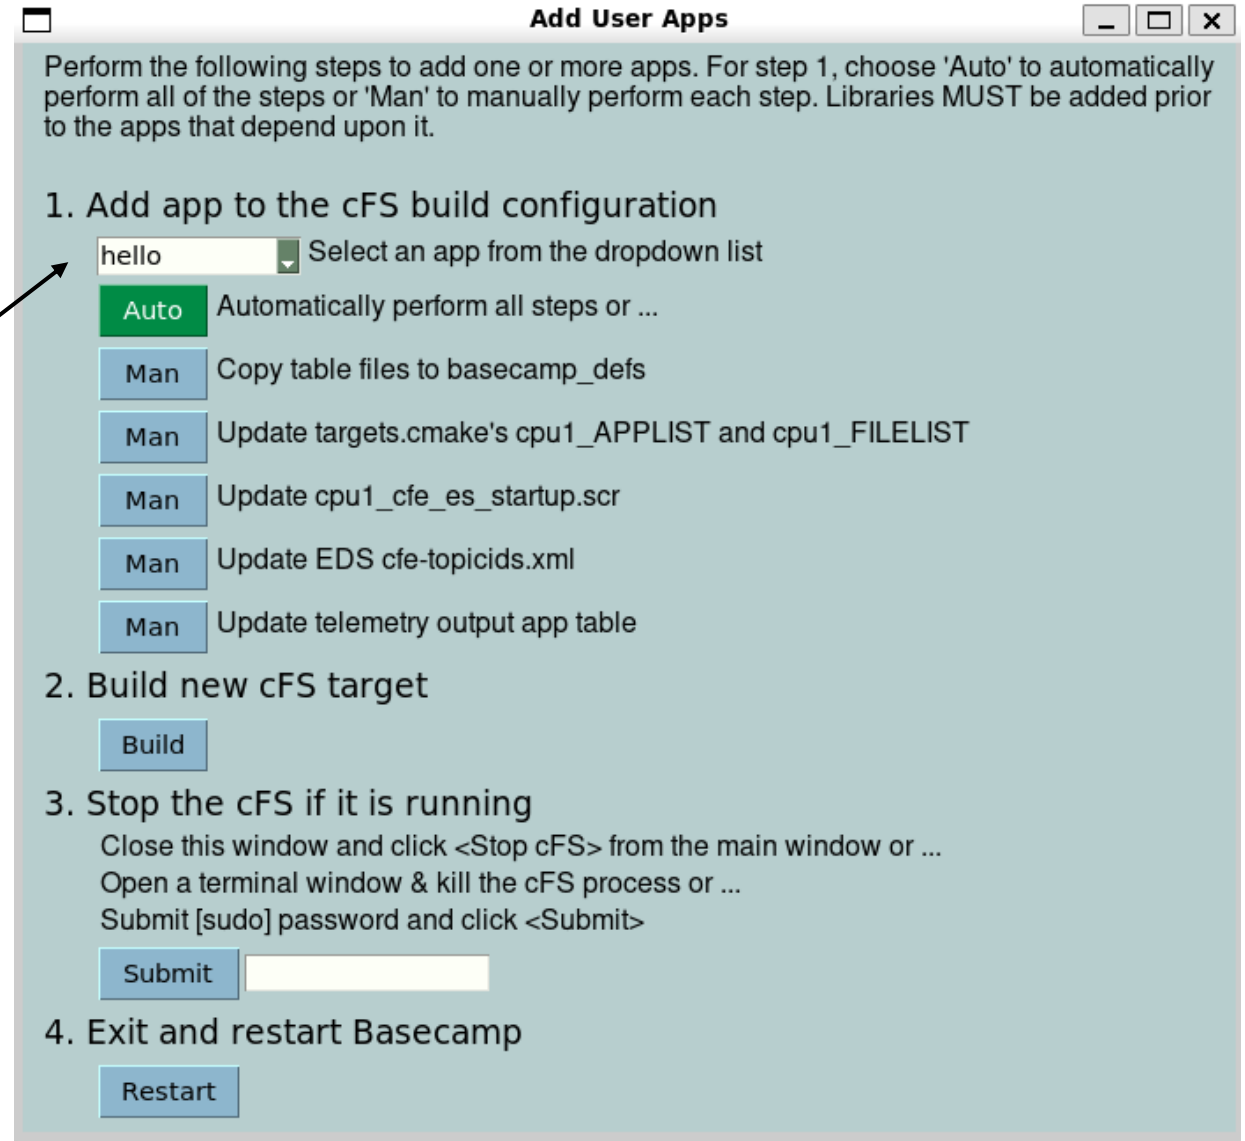 Add User Apps
Perform the following steps to add one or more apps. For step 1, choose 'Auto' to automatically
perform all of the steps or 'Man' to manually perform each step. Libraries MUST be added prior
to the apps that depend upon it.
1. Add app to the cFS build configuration
hello Select an app from the dropdown list
Auto Automatically perform all steps or ...
Man Copy table files to basecamp_defs
Man Update targets.cmake's cpu1_APPLIST and cpu1_FILELIST
Man Update cpu1_cfe_es_startup.scr
Man Update EDS cfe-topicids.xml
Man Update telemetry output app table
2. Build new cFS target
Build
3. Stop the cFS if it is running
Close this window and click <Stop cFS> from the main window or ...
Open a terminal window & kill the cFS process or ...
Submit [sudo] password and click <Submit>
Submit
4. Exit and restart Basecamp
Restart